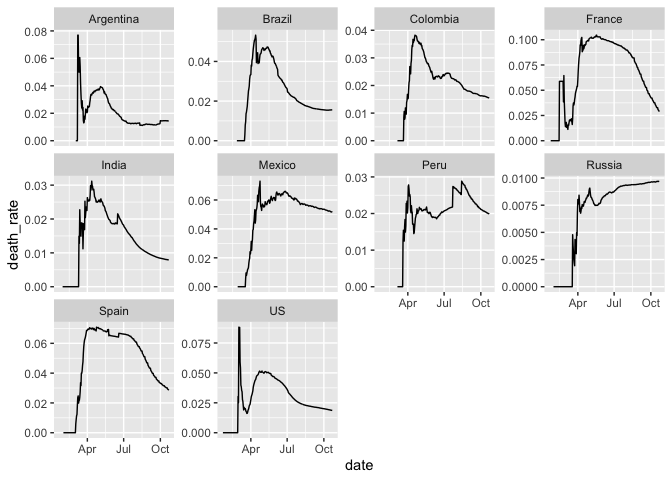 Argentina Brazil Colombia France
0.08 0.06 0.04 0.02 0.00
0.04 0.02 0.00
0.04 0.03 0.02 0.01 0.00
0.100 0.075 0.050 0.025 0.000
India Mexico Peru Russia
0.03 0.02 0.01 0.00
0.06 0.04 0.02 0.00
0.03 0.02 0.01 0.00
0.0100 0.0075 0.0050 0.0025 0.0000
Apr Jul Oct
Apr Jul Oct
death_rate
Spain US
0.06 0.04 0.02 0.00
0.075 0.050 0.025 0.000
Apr Jul Oct
Apr Jul Oct
date